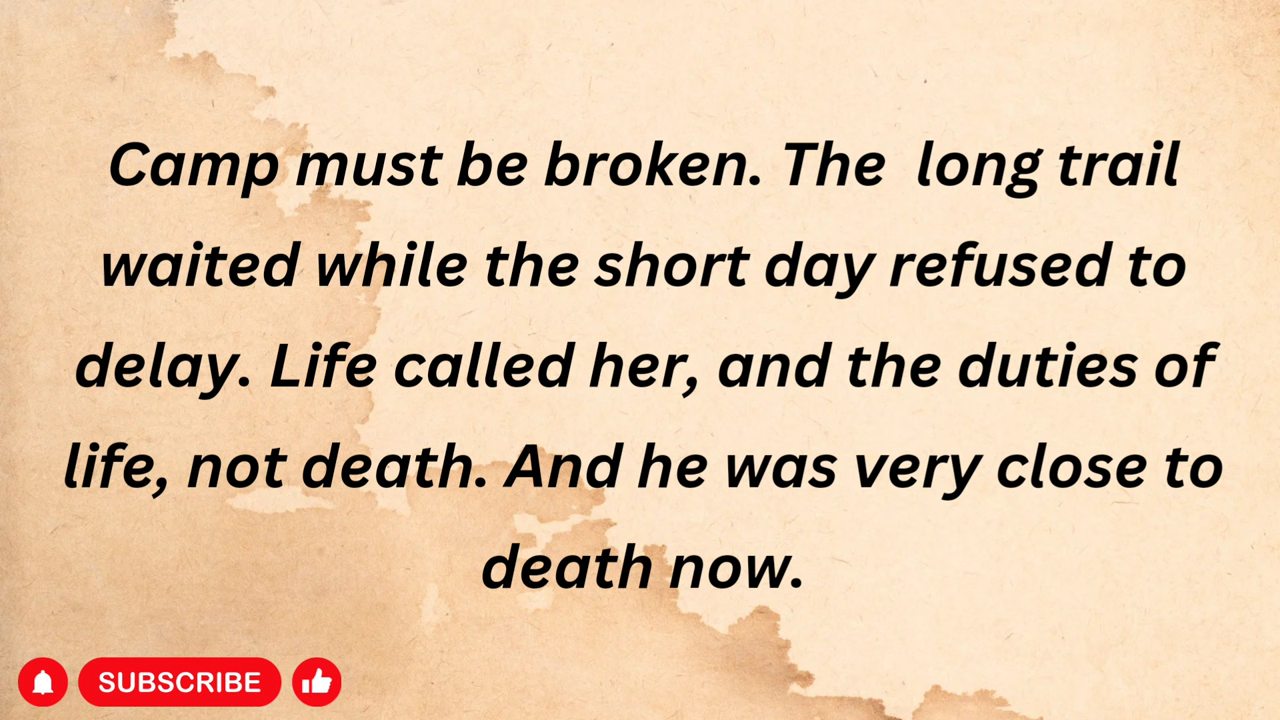 Camp must be broken. The  long trail
waited while the short day refused to
delay. Life called her, and the duties of
life, not death. And he was very close to
death now.
SUBSCRIBE